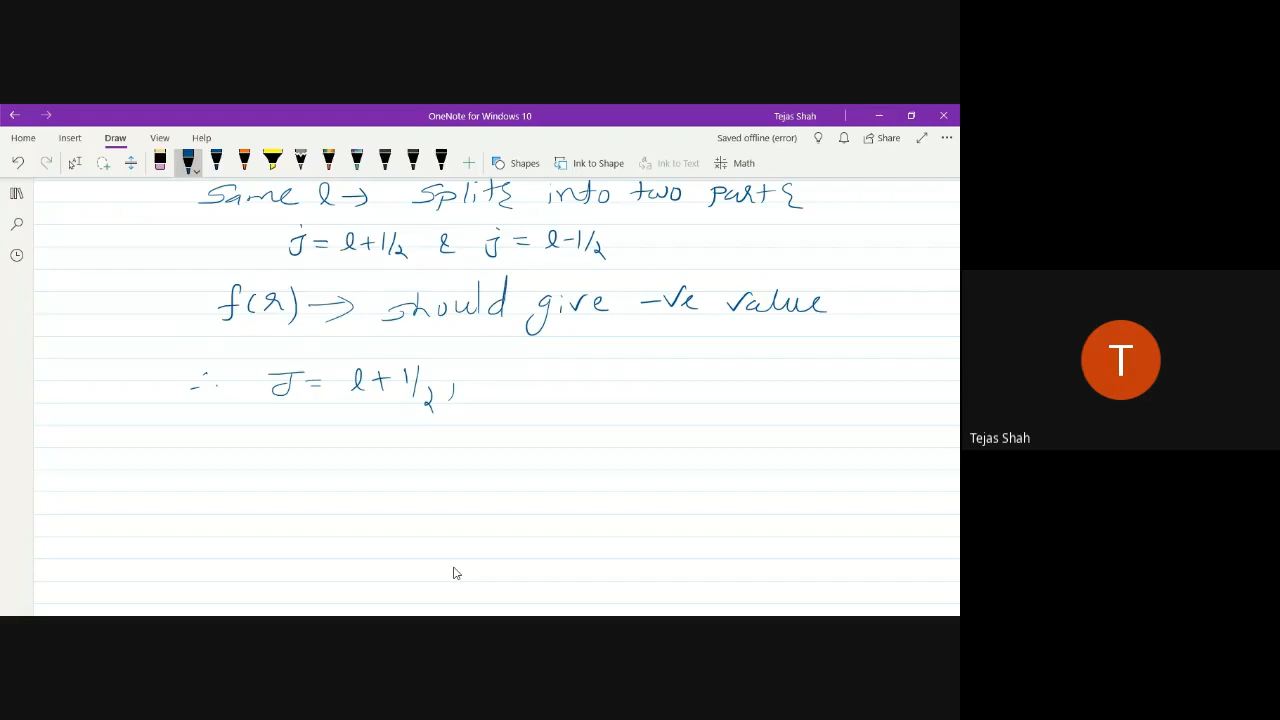 OneNote for Windows 10
Tejas Shah
Home Insert Draw View Help
Saved offline (error)
Share
Shapes Ink to Shape Ink to Text Math
Same l → Splits into two parts
j = l+1/2 & j = l-1/2
f(r) → should give -ve value
∴ J = l + 1/2,
T
Tejas Shah